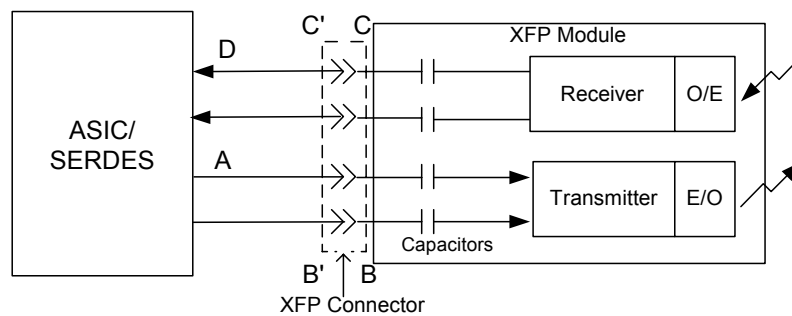 C' C
XFP Module
D
Receiver O/E
ASIC/
SERDES
A
Transmitter E/O
Capacitors
B' B
XFP Connector